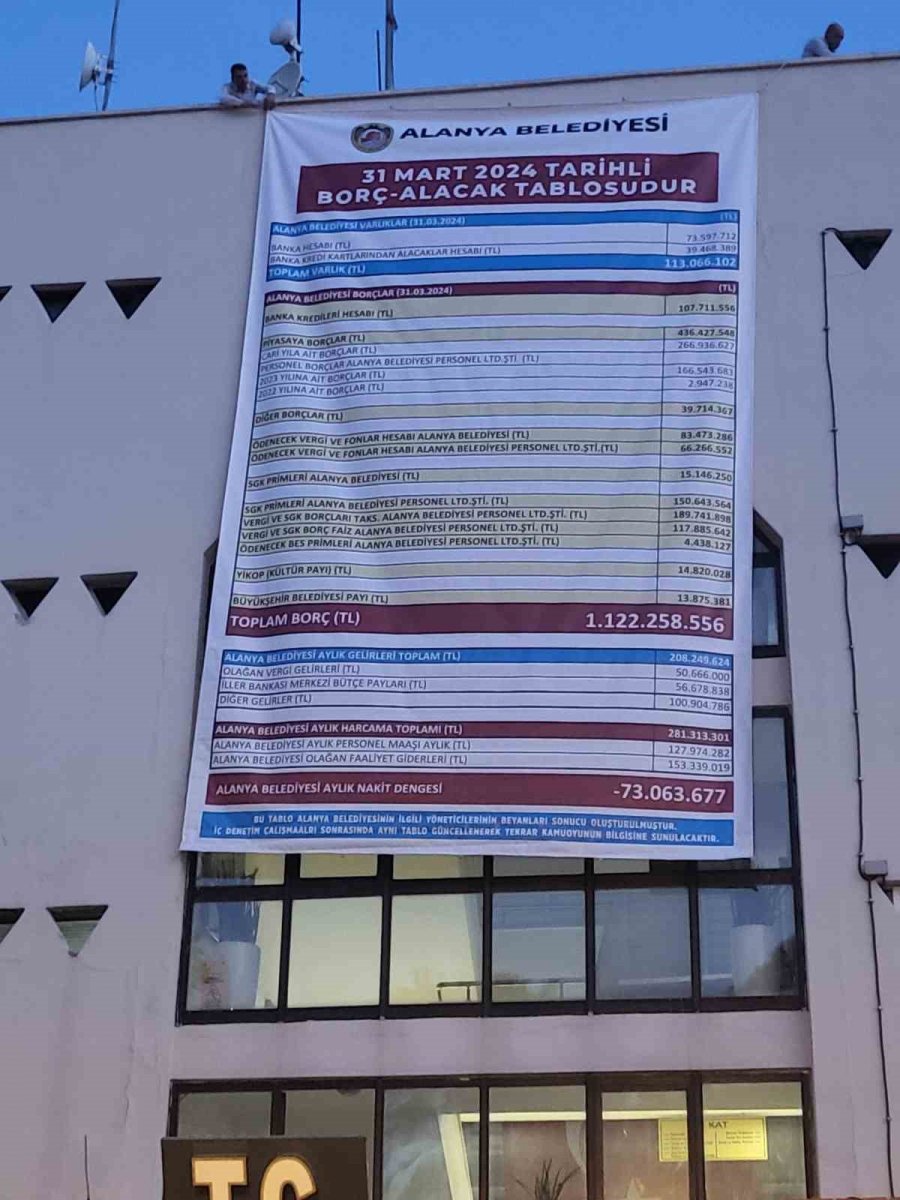 ALANYA BELEDİYESİ
31 MART 2024 TARİHLİ
BORÇ-ALACAK TABLOSUDUR
ALANYA BELEDİYESİ VARLIKLAR (31.03.2024) (TL)
BANKA HESABI (TL) 73.597.712
BANKA KREDİ KARTLARINDAN ALACAKLAR HESABI (TL) 39.468.389
TOPLAM VARLIK (TL) 113.066.102
ALANYA BELEDİYESİ BORÇLAR (31.03.2024) (TL)
BANKA KREDİLERİ HESABI (TL) 107.711.556
PİYASAYA BORÇLAR (TL) 436.427.548
CARİ YILA AİT BORÇLAR (TL) 266.936.627
PERSONEL BORÇLAR ALANYA BELEDİYESİ PERSONEL LTD.ŞTİ (TL)
2023 YILINA AİT BORÇLAR (TL) 166.543.683
2022 YILINA AİT BORÇLAR (TL) 2.947.238
DİĞER BORÇLAR (TL) 39.714.367
ÖDENECEK VERGİ VE FONLAR HESABI ALANYA BELEDİYESİ (TL) 83.473.286
ÖDENECEK VERGİ VE FONLAR HESABI ALANYA BELEDİYESİ PERSONEL LTD.ŞTİ.(TL) 66.266.552
SGK PRİMLERİ ALANYA BELEDİYESİ (TL) 15.146.250
SGK PRİMLERİ ALANYA BELEDİYESİ PERSONEL LTD.ŞTİ. (TL) 150.643.564
VERGİ VE SGK BORÇLARI TAKS. ALANYA BELEDİYESİ PERSONEL LTD.ŞTİ. (TL) 189.741.898
VERGİ VE SGK BORÇ FAİZ ALANYA BELEDİYESİ PERSONEL LTD.ŞTİ. (TL) 117.885.642
ÖDENECEK BES PRİMLERİ ALANYA BELEDİYESİ PERSONEL LTD.ŞTİ. (TL) 4.438.127
YİKOP (KÜLTÜR PAYI) (TL) 14.820.028
BÜYÜKŞEHİR BELEDİYESİ PAYI (TL) 13.875.381
TOPLAM BORÇ (TL) 1.122.258.556
ALANYA BELEDİYESİ AYLIK GELİRLERİ TOPLAM (TL) 208.249.624
OLAĞAN VERGİ GELİRLERİ (TL) 50.666.000
İLLER BANKASI MERKEZİ BÜTÇE PAYLARI (TL) 56.678.838
DİĞER GELİRLER (TL) 100.904.786
ALANYA BELEDİYESİ AYLIK HARCAMA TOPLAMI (TL) 281.313.301
ALANYA BELEDİYESİ AYLIK PERSONEL MAAŞI AYLIK (TL) 127.974.282
ALANYA BELEDİYESİ OLAĞAN FAALİYET GİDERLERİ (TL) 153.339.019
ALANYA BELEDİYESİ AYLIK NAKİT DENGESİ -73.063.677
BU TABLO ALANYA BELEDİYESİNİN İLGİLİ YÖNETİCİLERİNİN BEYANLARI SONUCU OLUŞTURULMUŞTUR.
İÇ DENETİM ÇALIŞMAALRI SONRASINDA AYNI TABLO GÜNCELLENEREK TEKRAR KAMUOYUNUN BİLGİSİNE SUNULACAKTIR.
KAT
T.C.